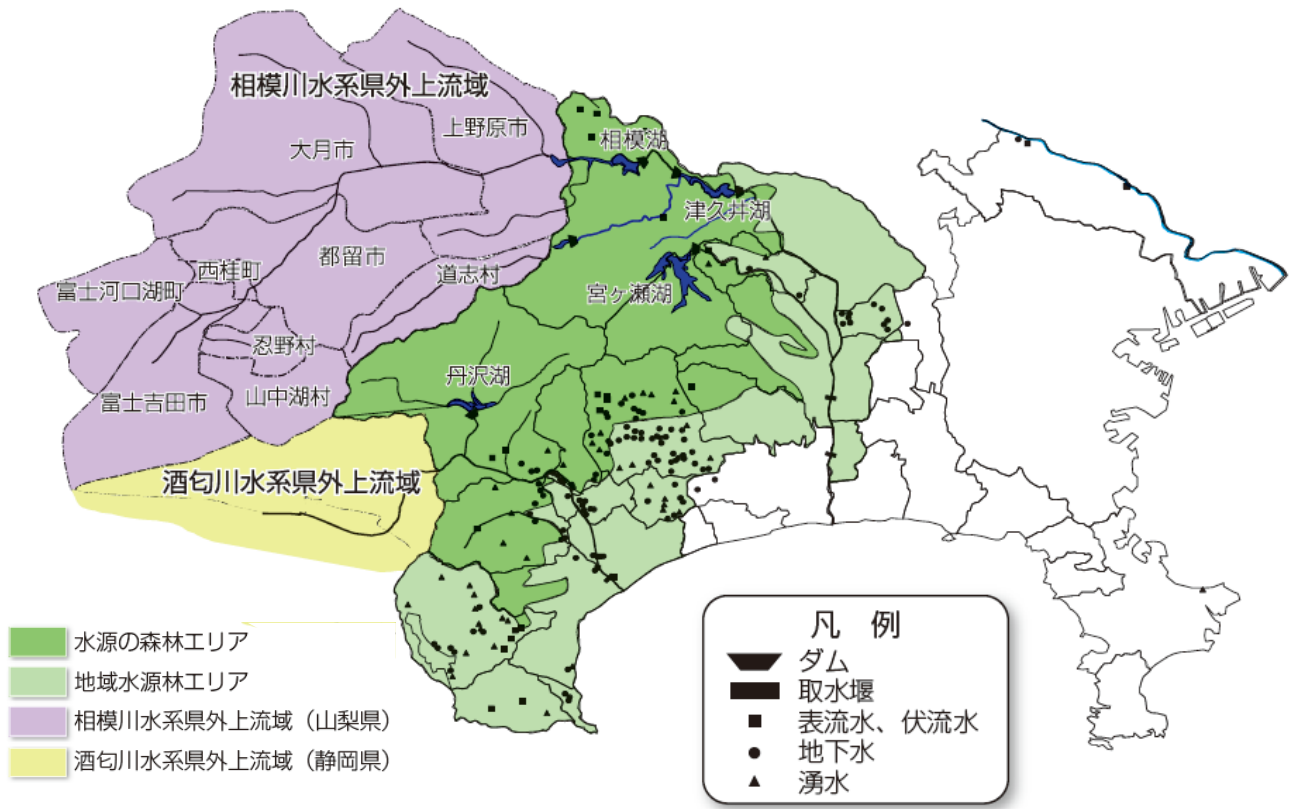 相模川水系県外上流域
上野原市
大月市
相模湖
津久井湖
都留市
西桂町
道志村
富士河口湖町
宮ヶ瀬湖
忍野村
丹沢湖
山中湖村
富士吉田市
酒匂川水系県外上流域
水源の森林エリア
地域水源林エリア
相模川水系県外上流域（山梨県）
酒匂川水系県外上流域（静岡県）
凡 例
ダム
取水堰
表流水、伏流水
地下水
湧水